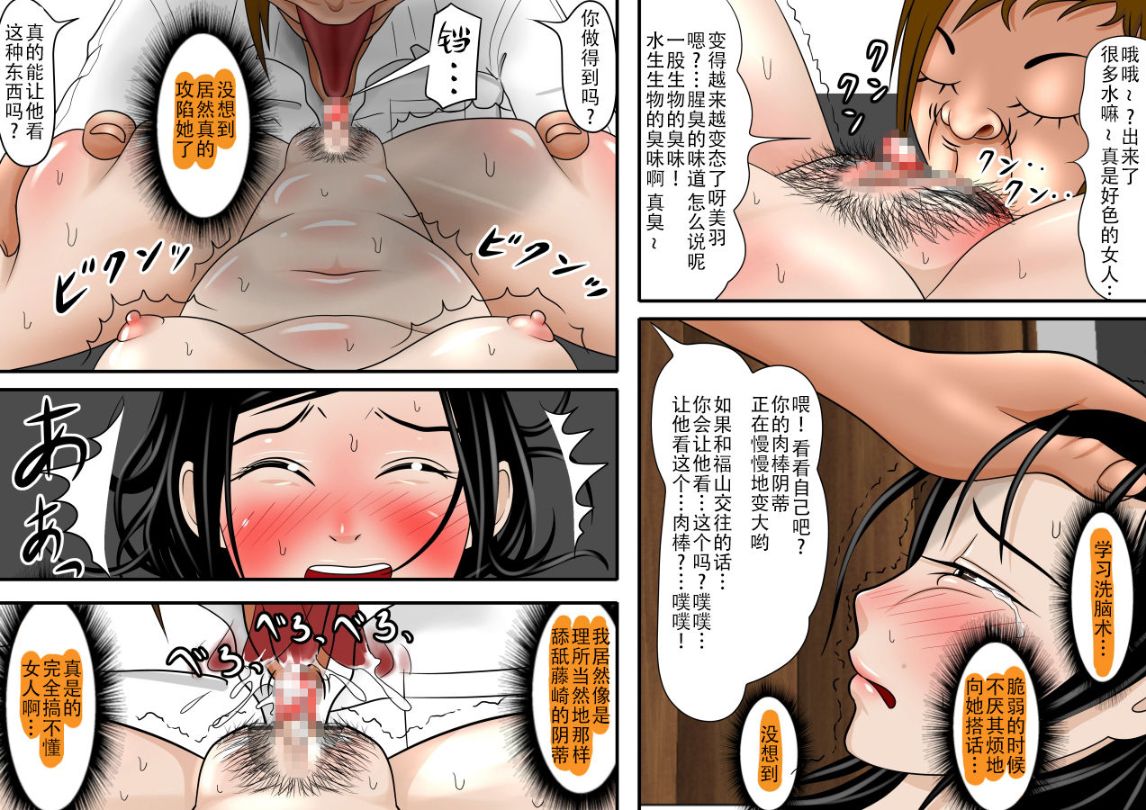 哦哦~?出来了
很多水嘛~真是好色的女人…
クン
クン
クン・・
クン・・
变得越来越变态了呀美羽
嗯?…腥臭的味道怎么说呢
一股生物的臭味!
水生生物的臭味啊 真臭~
喂!看看自己吧?
你的肉棒阴蒂
正在慢慢地变大哟
如果和福山交往的话…
你会让他看…这个吗?噗噗…
让他看这个…肉棒?…噗噗!
学习洗脑术…
脆弱的时候
不厌其烦地
向她搭话…
没想到
你做得到吗?
铛…
没想到
居然真的
攻陷她了
真的能让他看
这种东西吗?
ビクンッ
ビクンッ
あ
あぁっ
我居然像是
理所当然地那样
舔舐藤崎的阴蒂
べろ、べろ、
べろ、
真是的
完全搞不懂
女人啊…